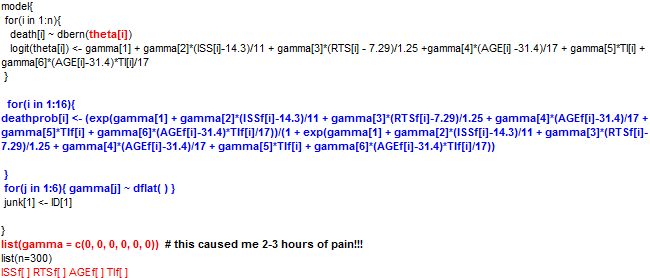 model{
for(i in 1:n){
death[i] ~ dbern(theta[i])
logit(theta[i]) <- gamma[1] + gamma[2]*(ISS[i]-14.3)/11 + gamma[3]*(RTS[i] - 7.29)/1.25 +gamma[4]*(AGE[i] -31.4)/17 + gamma[5]*TI[i] +
gamma[6]*(AGE[i]-31.4)*TI[i]/17
}
for(i in 1:16){
deathprob[i] <- (exp(gamma[1] + gamma[2]*(ISSf[i]-14.3)/11 + gamma[3]*(RTSf[i]-7.29)/1.25 + gamma[4]*(AGEf[i]-31.4)/17 +
gamma[5]*TIf[i] + gamma[6]*(AGEf[i]-31.4)*TIf[i]/17))/(1 + exp(gamma[1] + gamma[2]*(ISSf[i]-14.3)/11 + gamma[3]*(RTSf[i]-
7.29)/1.25 + gamma[4]*(AGEf[i]-31.4)/17 + gamma[5]*TIf[i] + gamma[6]*(AGEf[i]-31.4)*TIf[i]/17))
}
for(i in 1:6){ gamma[j] ~ dflat( ) }
junk[1] <- ID[1]
}
list(gamma = c(0, 0, 0, 0, 0, 0)) # this caused me 2-3 hours of pain!!!
list(n=300)
ISSf[ ] RTSf[ ] AGEf[ ] TIf[ ]